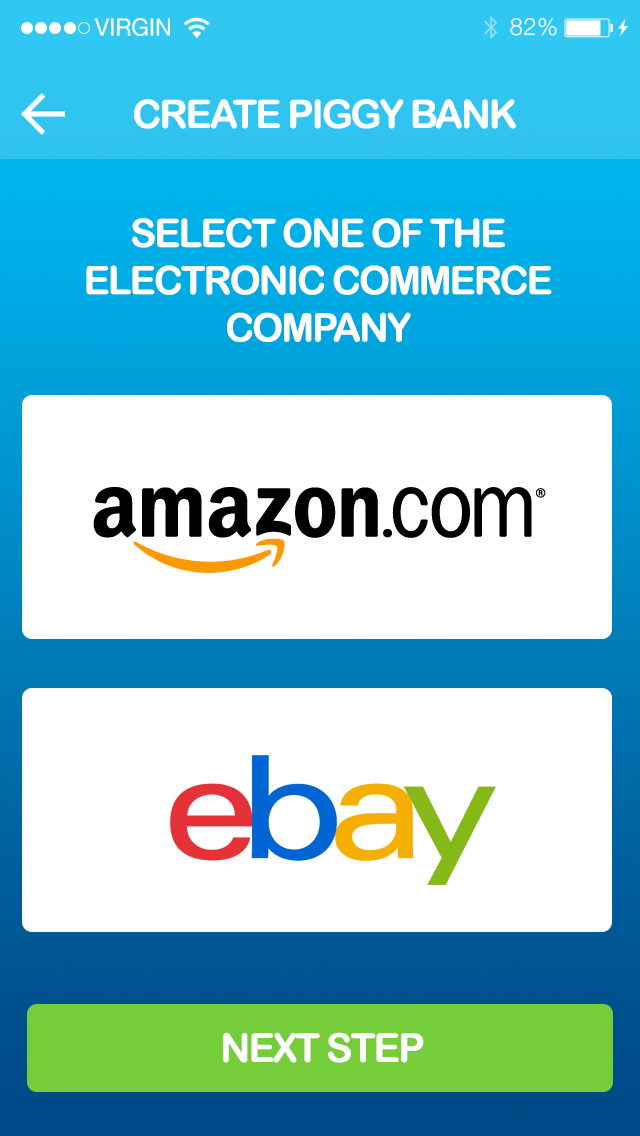 VIRGIN 82%
CREATE PIGGY BANK
SELECT ONE OF THE
ELECTRONIC COMMERCE
COMPANY
amazon.com®
ebay
NEXT STEP